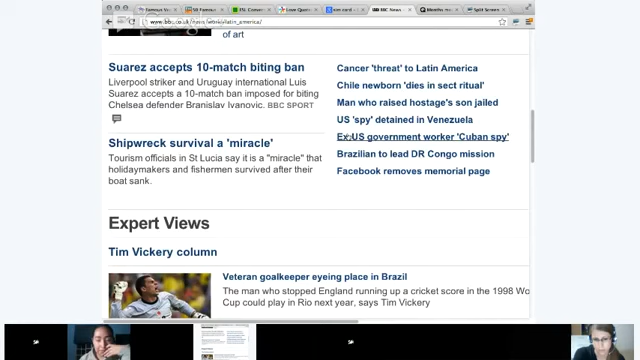 BBC News
Split Screen
www.bbc.co.uk/news/world/latin_america/
of art
Suarez accepts 10-match biting ban
Liverpool striker and Uruguay international Luis
Suarez accepts a 10-match ban imposed for biting
Chelsea defender Branislav Ivanovic. BBC SPORT
Shipwreck survival a 'miracle'
Tourism officials in St Lucia say it is a "miracle" that
holidaymakers and fishermen survived after their
boat sank.
Cancer 'threat' to Latin America
Chile newborn 'dies in sect ritual'
Man who raised hostage's son jailed
US 'spy' detained in Venezuela
Ex-US government worker 'Cuban spy'
Brazilian to lead DR Congo mission
Facebook removes memorial page
Expert Views
Tim Vickery column
Veteran goalkeeper eyeing place in Brazil
The man who stopped England running up a cricket score in the 1998 Wo
Cup could play in Rio next year, says Tim Vickery